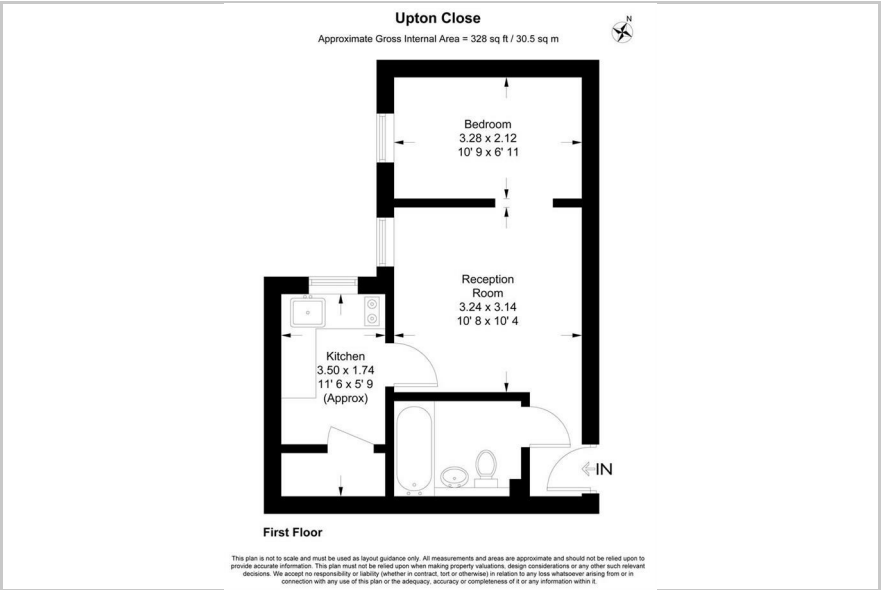 Upton Close
N
Approximate Gross Internal Area = 328 sq ft / 30.5 sq m
Bedroom
3.28 x 2.12
10' 9 x 6' 11
Reception
Room
3.24 x 3.14
10' 8 x 10' 4
Kitchen
3.50 x 1.74
11' 6 x 5' 9
(Approx)
IN
First Floor
This plan is not to scale and must be used as layout guidance only. All measurements and areas are approximate and should not be relied upon to
provide accurate information. This plan must not be relied upon when making property valuations, design considerations or any other such relevant
decisions. We accept no responsibility or liability (whether in contract, tort or otherwise) in relation to any loss whatsoever arising from or in
connection with any use of this plan or the adequacy, accuracy or completeness of it or any information within it.